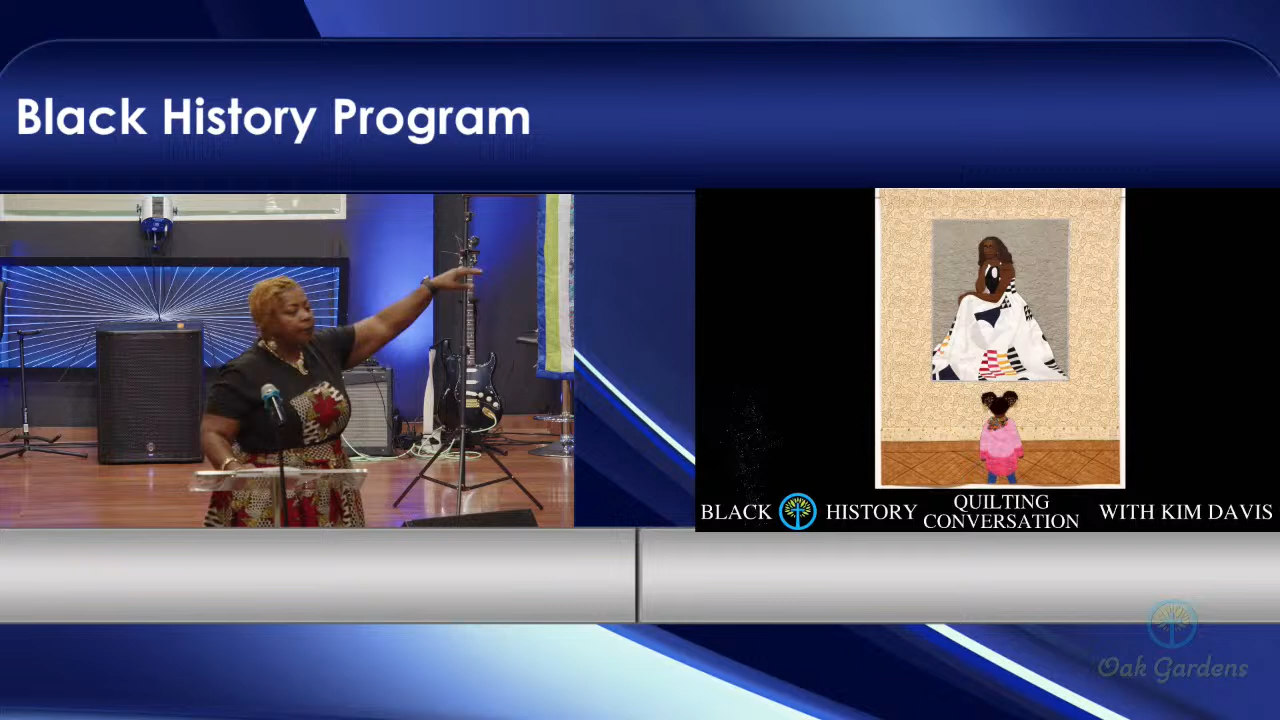 Black History Program
BLACK HISTORY
QUILTING
CONVERSATION
WITH KIM DAVIS
Oak Gardens